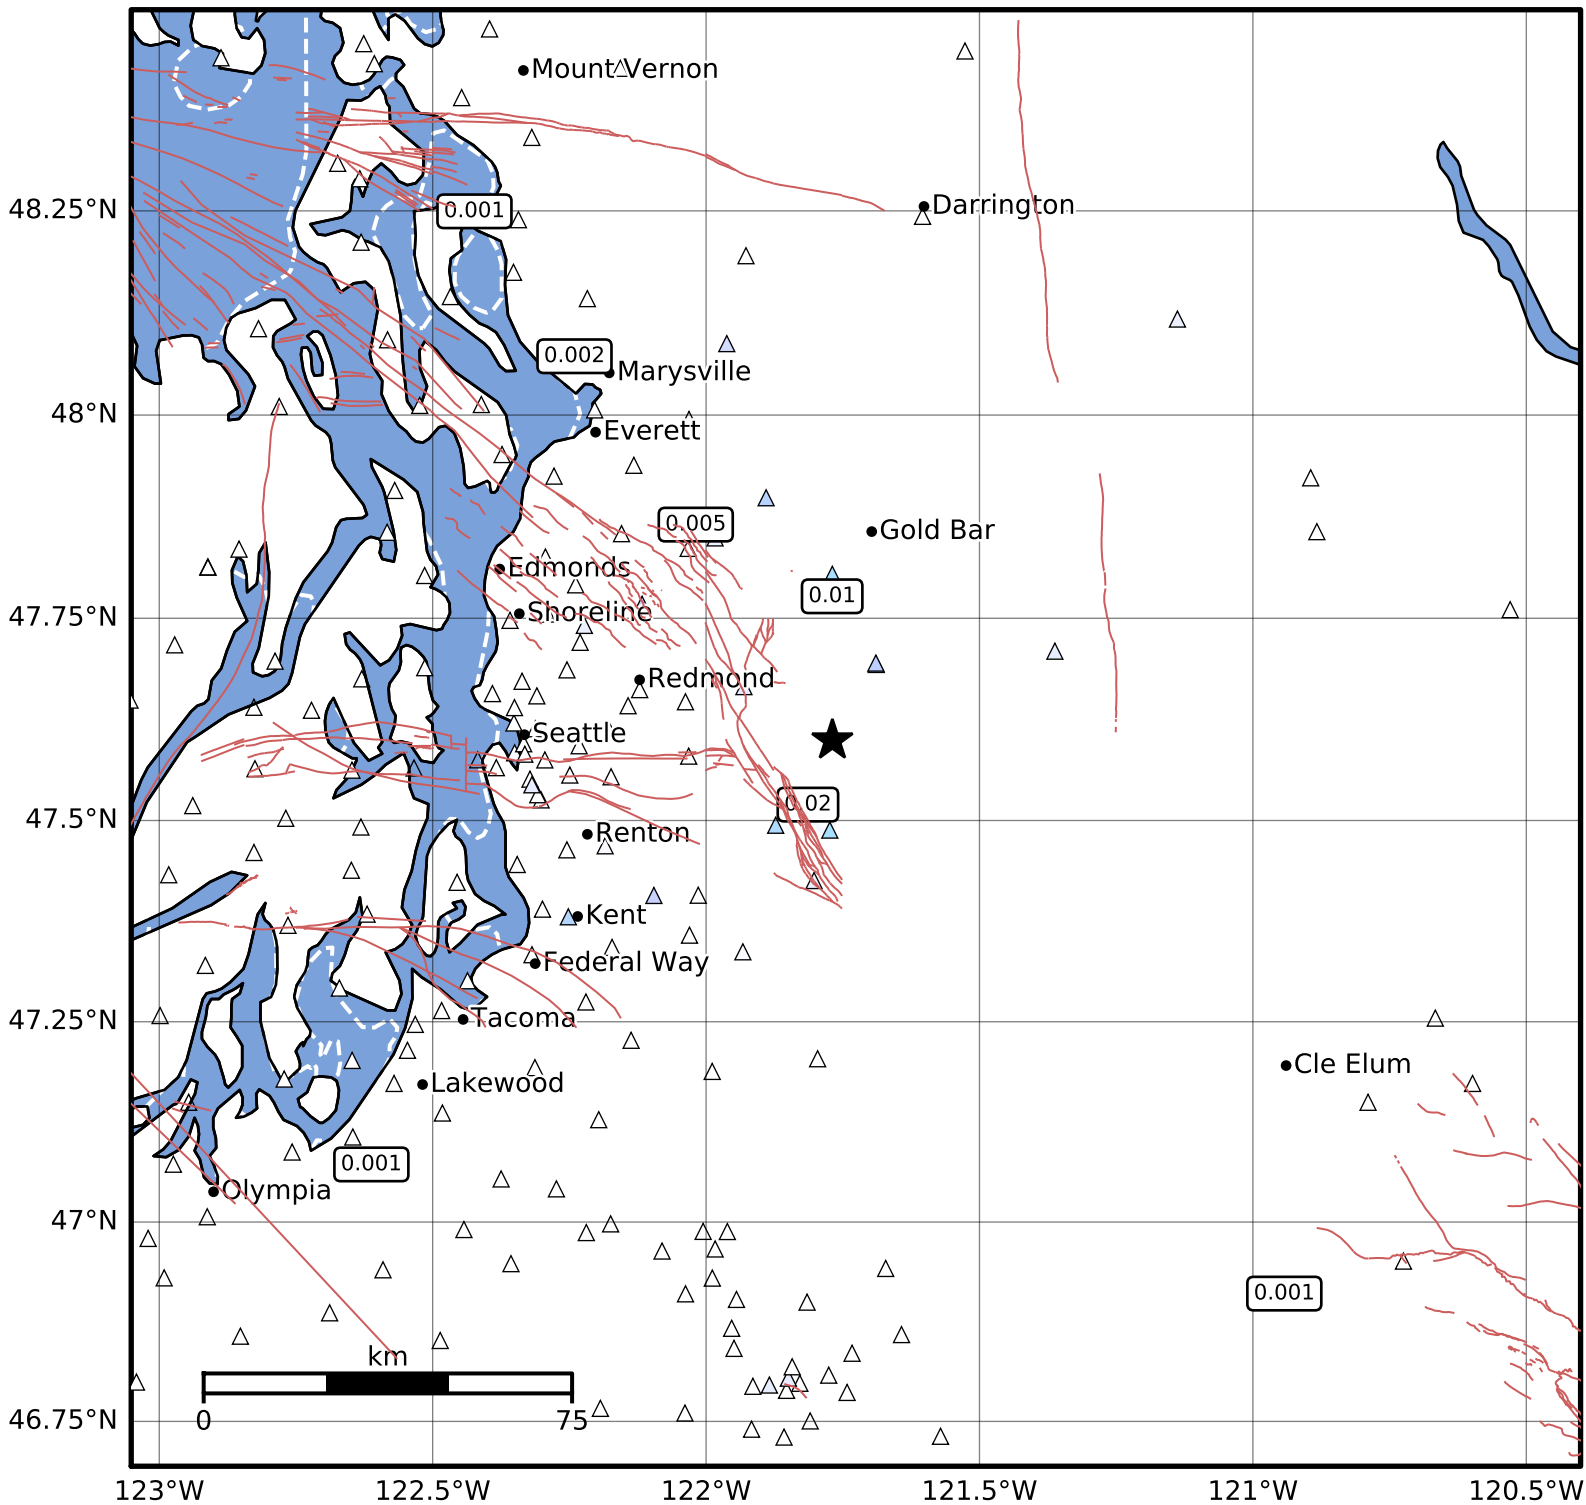 Mount Vernon
48.25°N
0.001
Darrington
0.002
Marysville
48°N
Everett
0.005
Gold Bar
Edmonds
0.01
47.75°N
Shoreline
Redmond
Seattle
47.5°N
0.02
Renton
Kent
Federal Way
47.25°N
Tacoma
Cle Elum
Lakewood
0.001
Olympia
47°N
0.001
km
0
75
46.75°N
123°W
122.5°W
122°W
121.5°W
121°W
120.5°W